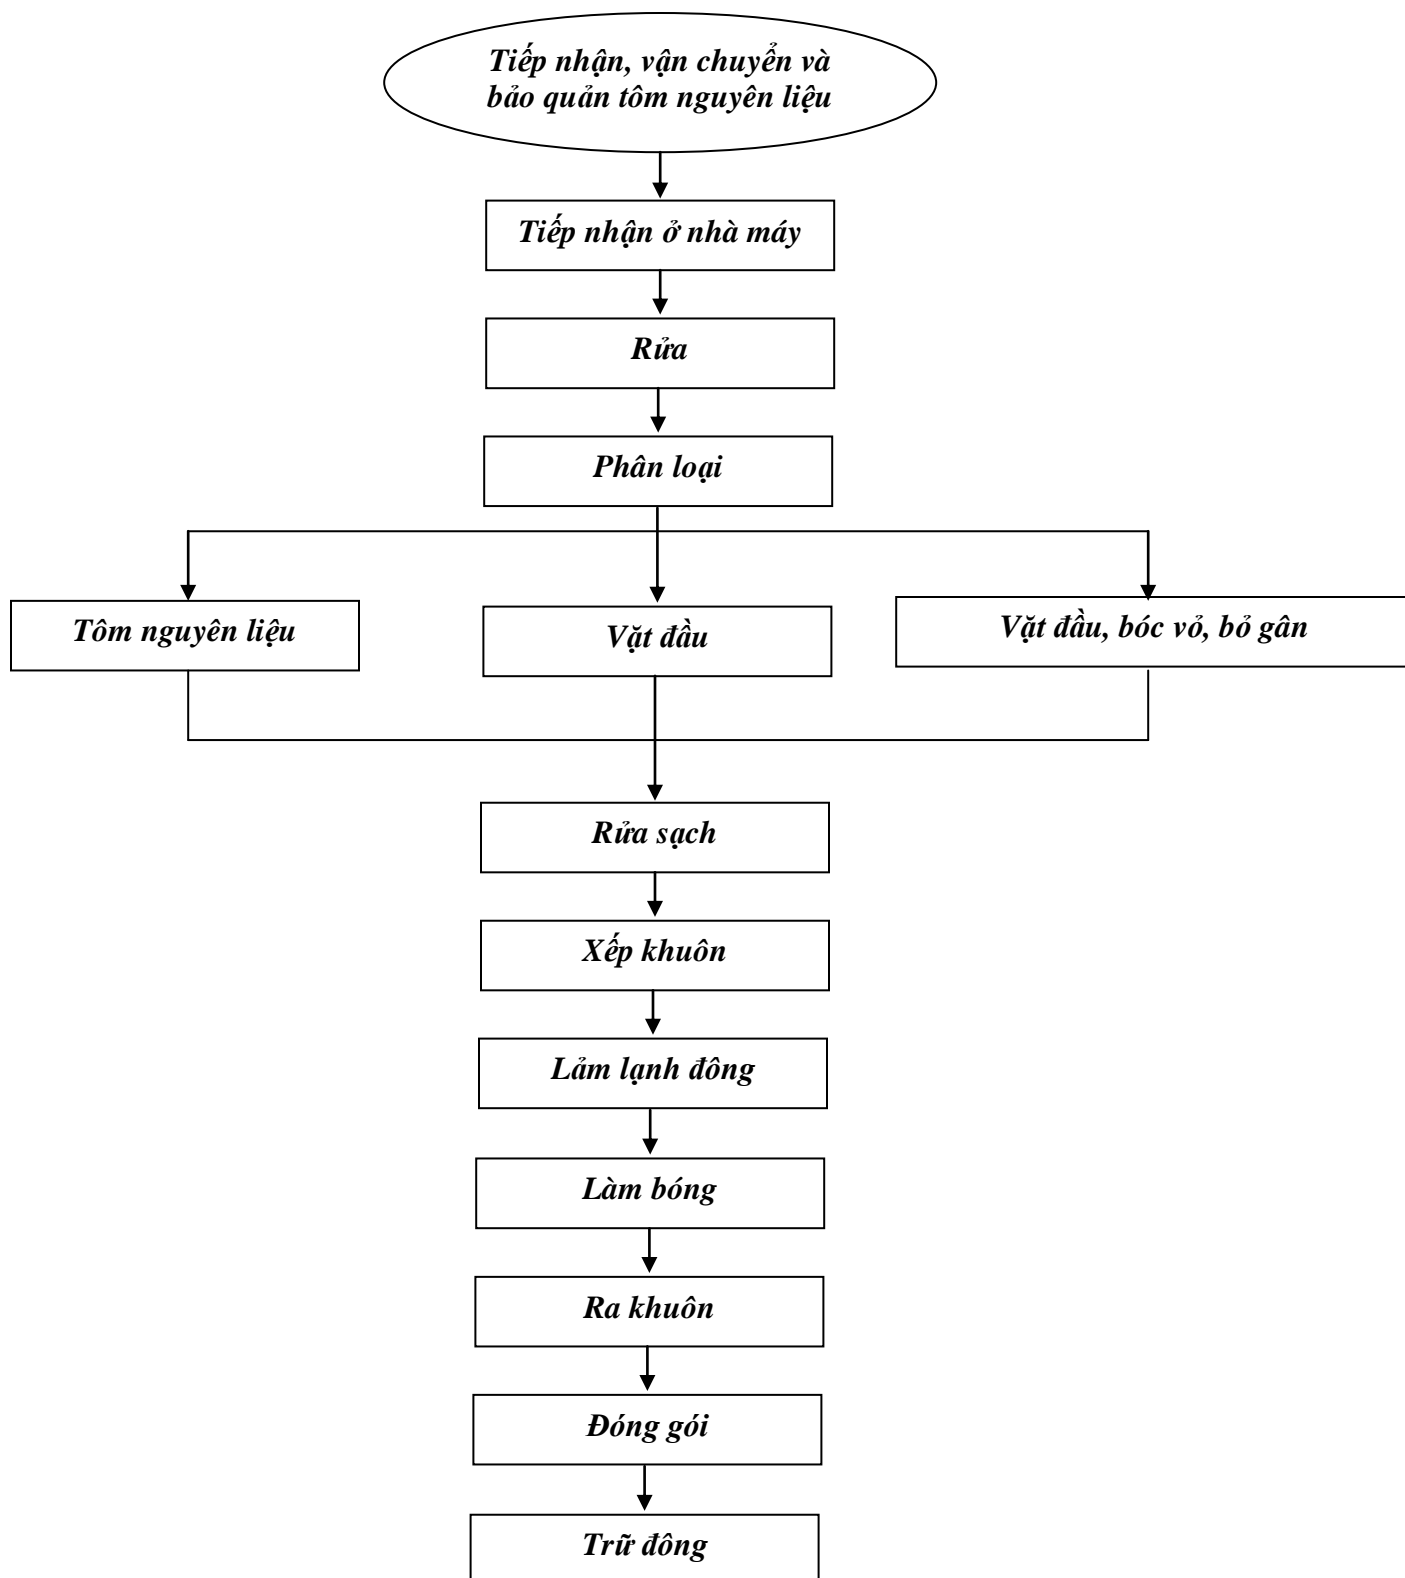 Tiếp nhận, vận chuyển và
bảo quản tôm nguyên liệu
Tiếp nhận ở nhà máy
Rửa
Phân loại
Tôm nguyên liệu
Vặt đầu
Vặt đầu, bóc vỏ, bỏ gân
Rửa sạch
Xếp khuôn
Lảm lạnh đông
Làm bóng
Ra khuôn
Đóng gói
Trữ đông